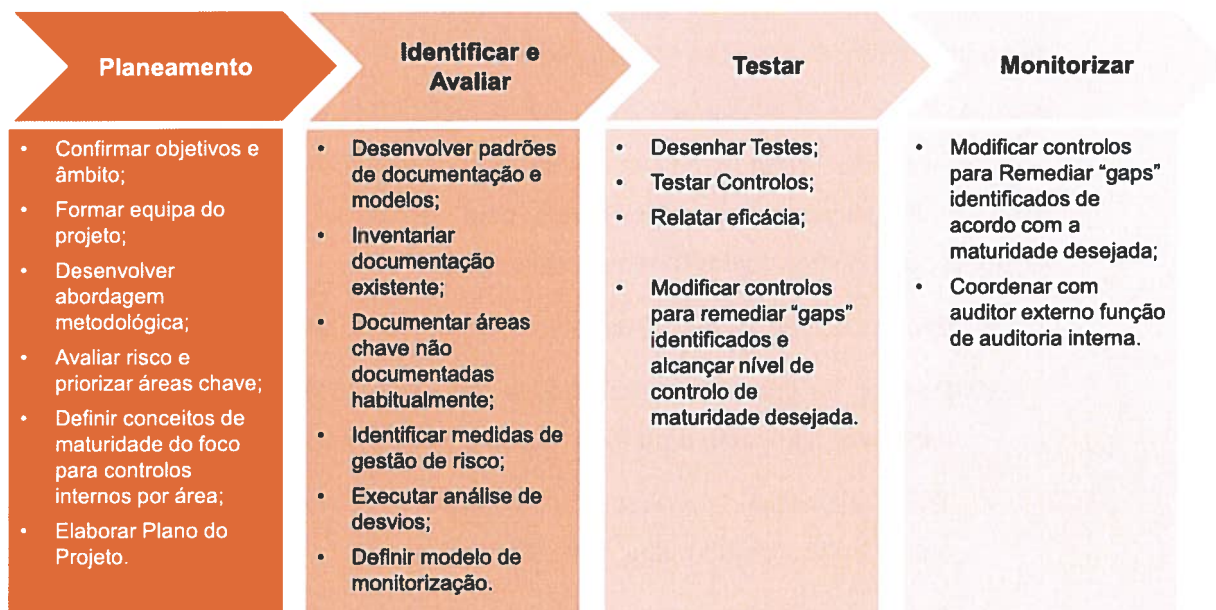 Planeamento
• Confirmar objetivos e
âmbito;
• Formar equipa do
projeto;
• Desenvolver
abordagem
metodológica;
• Avaliar risco e
priorizar áreas chave;
• Definir conceitos de
maturidade do foco
para controlos
internos por área;
• Elaborar Plano do
Projeto.
Identificar e
Avaliar
• Desenvolver padrões
de documentação e
modelos;
• Inventariar
documentação
existente;
• Documentar áreas
chave não
documentadas
habitualmente;
• Identificar medidas de
gestão de risco;
• Executar análise de
desvios;
• Definir modelo de
monitorização.
Testar
• Desenhar Testes;
• Testar Controlos;
• Relatar eficácia;
• Modificar controlos
para remediar "gaps"
identificados e
alcançar nível de
controlo de
maturidade desejada.
Monitorizar
• Modificar controlos
para Remediar "gaps"
identificados de
acordo com a
maturidade desejada;
• Coordenar com
auditor externo função
de auditoria interna.